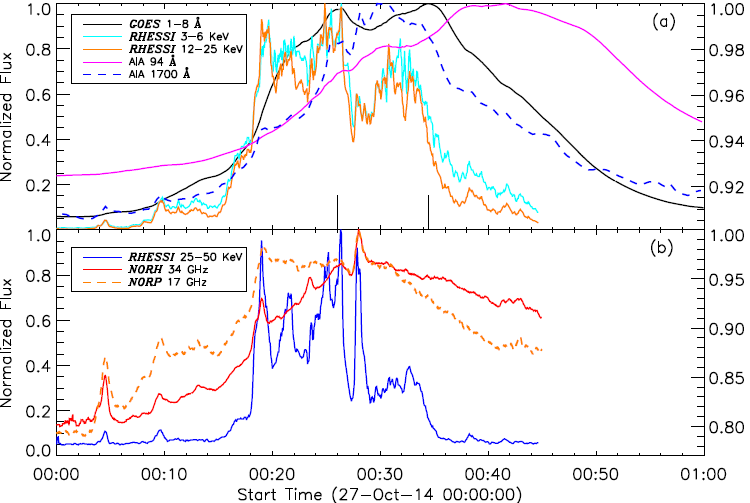 1.0
0.8
0.6
0.4
0.2
Normalized Flux
GOES 1−8 Å
RHESSI 3−6 KeV
RHESSI 12−25 KeV
AIA 94 Å
AIA 1700 Å
(a)
1.00
0.98
0.96
0.94
0.92
1.0
0.8
0.6
0.4
0.2
0.0
Normalized Flux
RHESSI 25−50 KeV
NORH 34 GHz
NORP 17 GHz
(b)
1.00
0.95
0.90
0.85
0.80
00:00 00:10 00:20 00:30 00:40 00:50 01:00
Start Time (27−Oct−14 00:00:00)